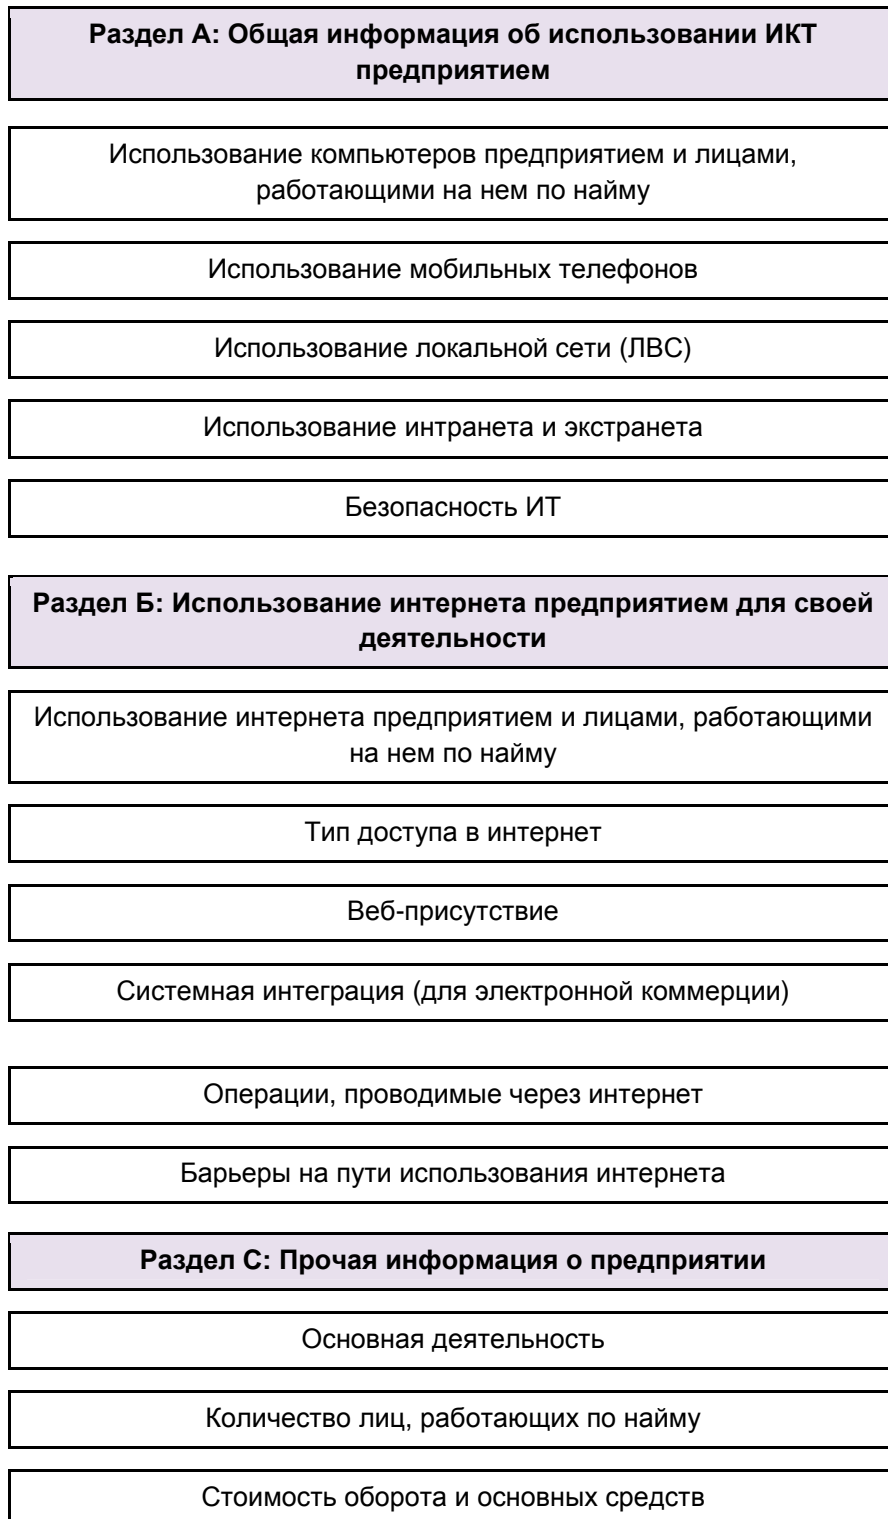 Раздел А: Общая информация об использовании ИКТ
предприятием
Использование компьютеров предприятием и лицами,
работающими на нем по найму
Использование мобильных телефонов
Использование локальной сети (ЛВС)
Использование интранета и экстранета
Безопасность ИТ
Раздел Б: Использование интернета предприятием для своей
деятельности
Использование интернета предприятием и лицами, работающими
на нем по найму
Тип доступа в интернет
Веб-присутствие
Системная интеграция (для электронной коммерции)
Операции, проводимые через интернет
Барьеры на пути использования интернета
Раздел С: Прочая информация о предприятии
Основная деятельность
Количество лиц, работающих по найму
Стоимость оборота и основных средств